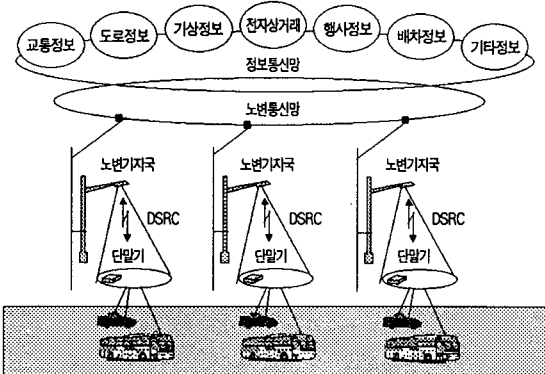 교통정보
도로정보
기상정보
전자상거래
행사정보
배차정보
기타정보
정보통신망
노변통신망
노변기지국
노변기지국
노변기지국
DSRC
DSRC
DSRC
단말기
단말기
단말기